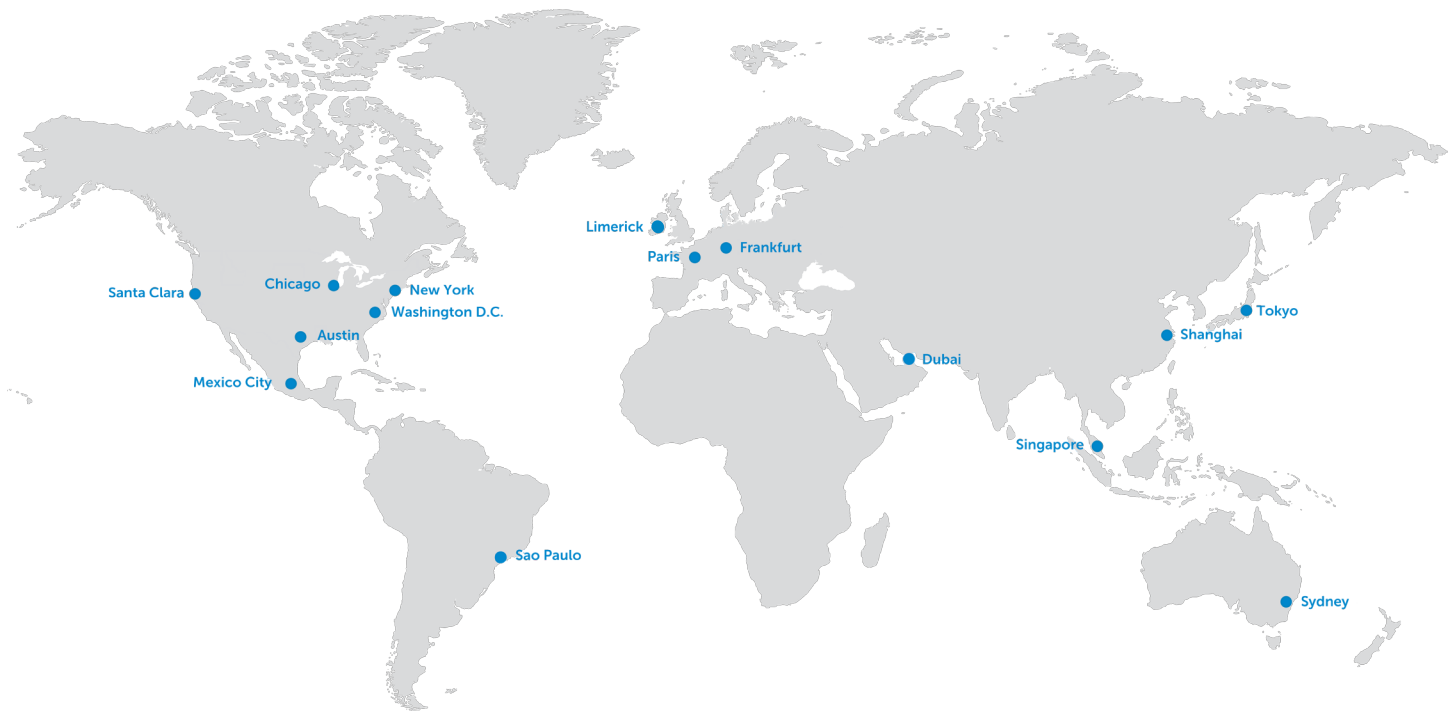 Limerick
Frankfurt
Paris
Chicago
New York
Santa Clara
Washington D.C.
Tokyo
Austin
Shanghai
Dubai
Mexico City
Singapore
Sao Paulo
Sydney